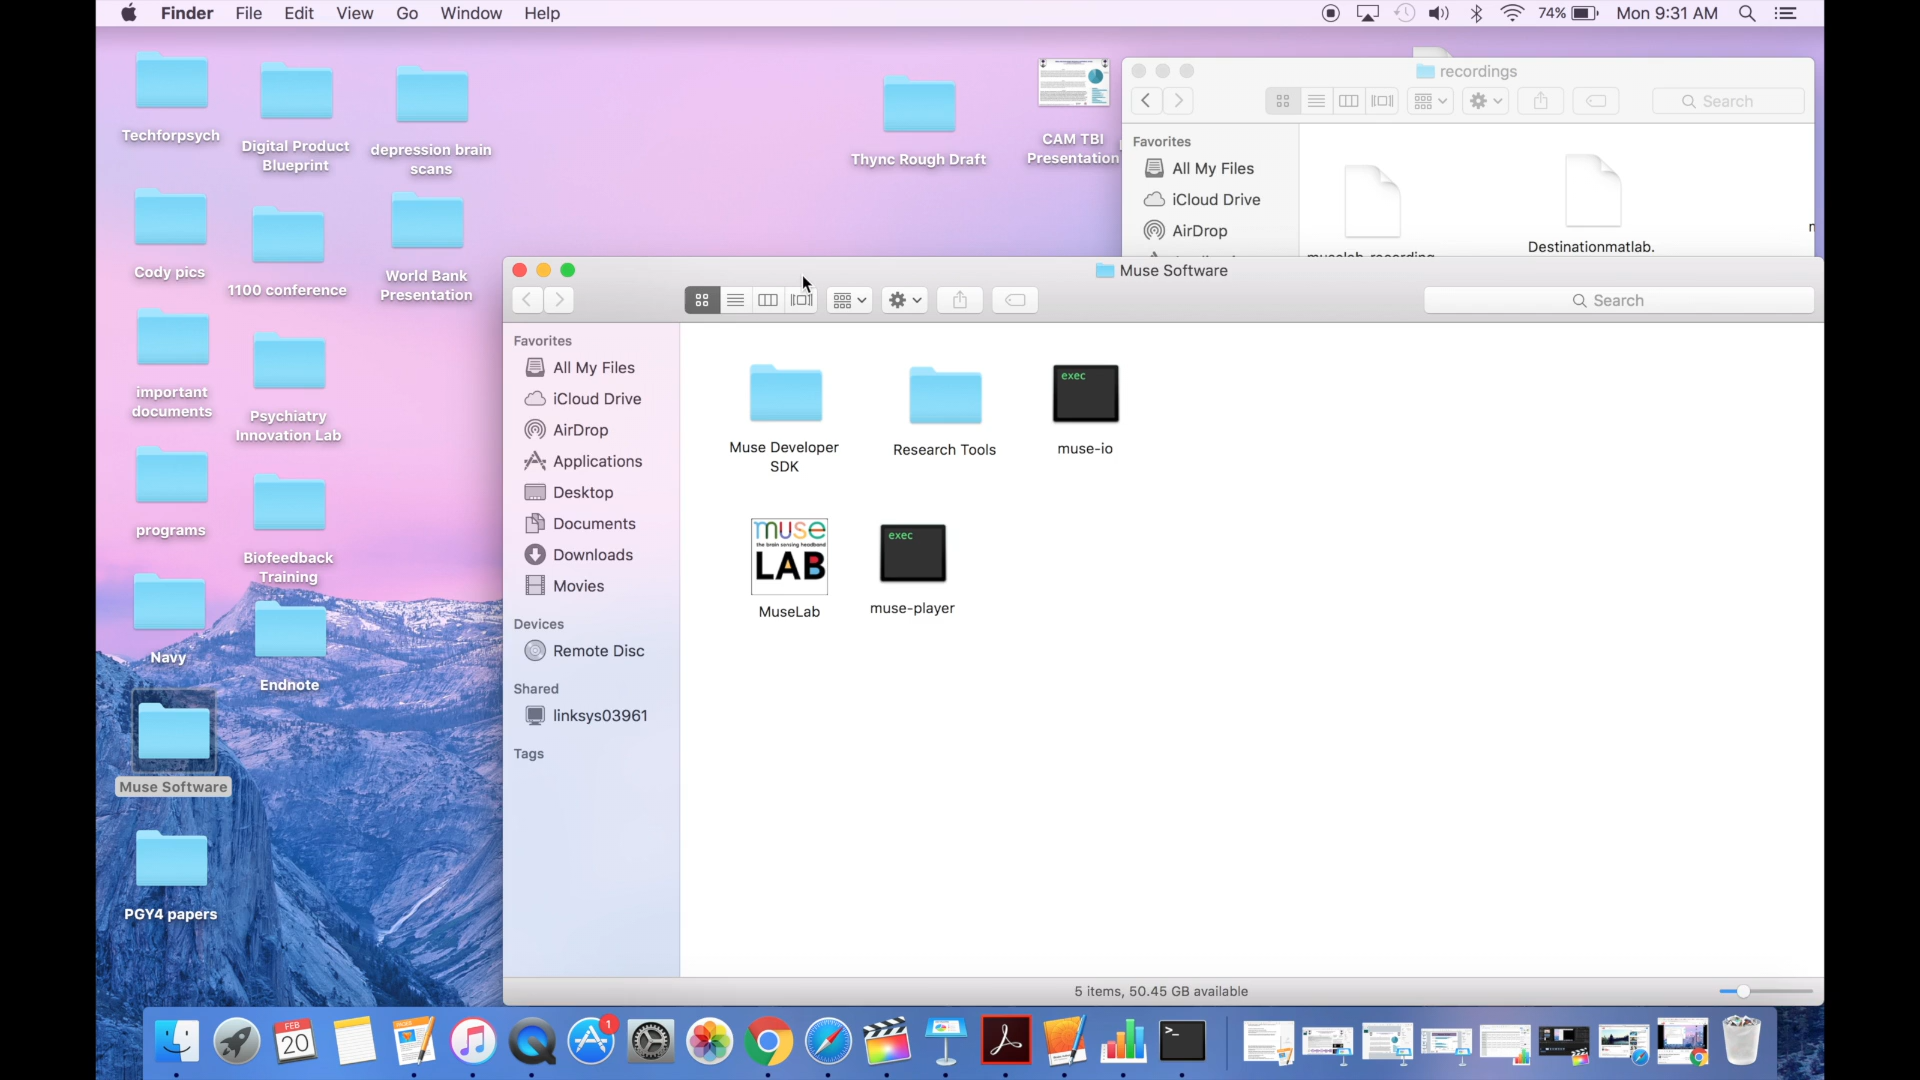 Finder File Edit View Go Window Help
74% Mon 9:31 AM
Techforpsych
Digital Product
Blueprint
depression brain
scans
Thync Rough Draft
CAM TBI
Presentation
recordings
Search
Favorites
All My Files
iCloud Drive
AirDrop
Destinationmatlab.
Cody pics
1100 conference
World Bank
Presentation
important
documents
Psychiatry
Innovation Lab
programs
Biofeedback
Training
Navy
Endnote
Muse Software
PGY4 papers
Muse Software
Search
Favorites
All My Files
iCloud Drive
AirDrop
Applications
Desktop
Documents
Downloads
Movies
Devices
Remote Disc
Shared
linksys03961
Tags
Muse Developer
SDK
Research Tools
exec
muse-io
muse
the brain sensing headband
LAB
MuseLab
exec
muse-player
5 items, 50.45 GB available
FEB
20
1